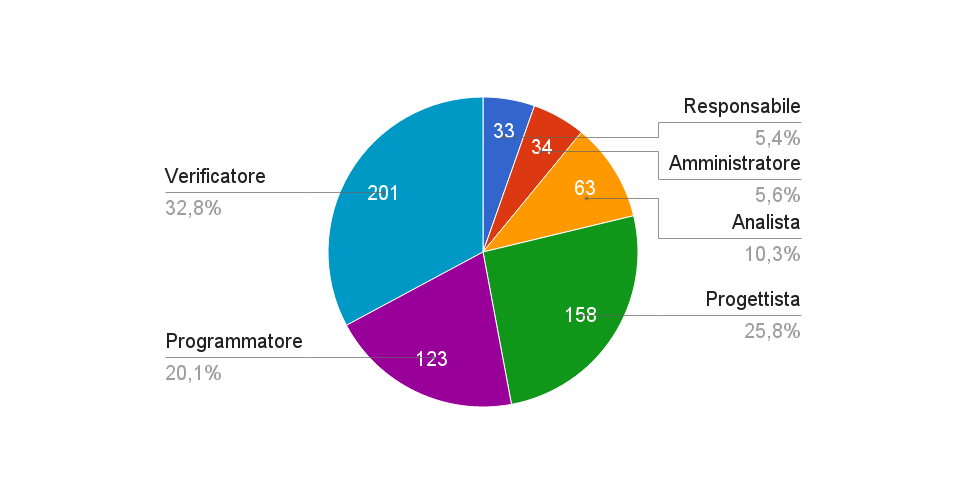 Responsabile
5,4%
Amministratore
5,6%
Analista
10,3%
Progettista
25,8%
Verificatore
32,8%
Programmatore
20,1%
33
34
63
158
123
201